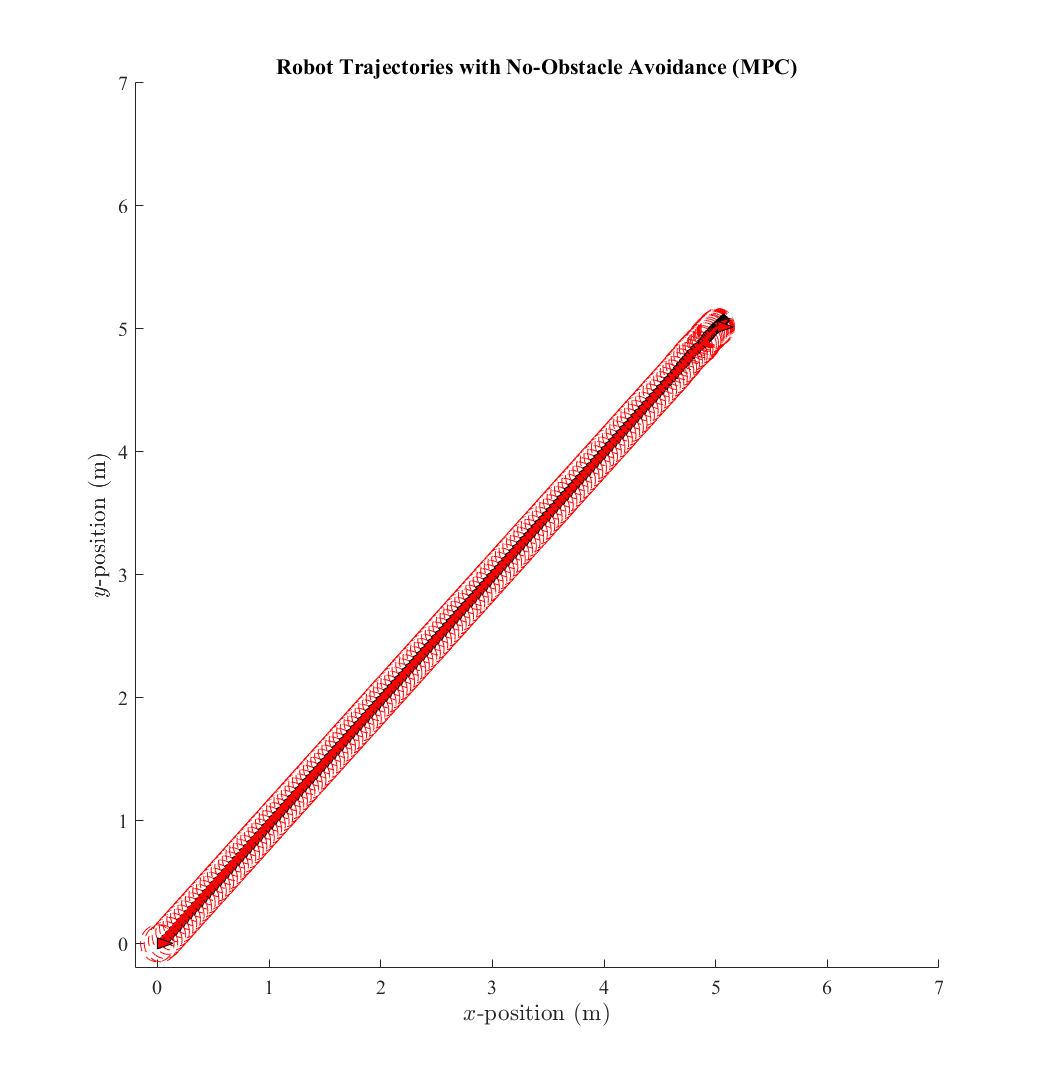 Robot Trajectories with No-Obstacle Avoidance (MPC)
7
6
5
4
3
2
1
0
y-position (m)
0 1 2 3 4 5 6 7
x-position (m)